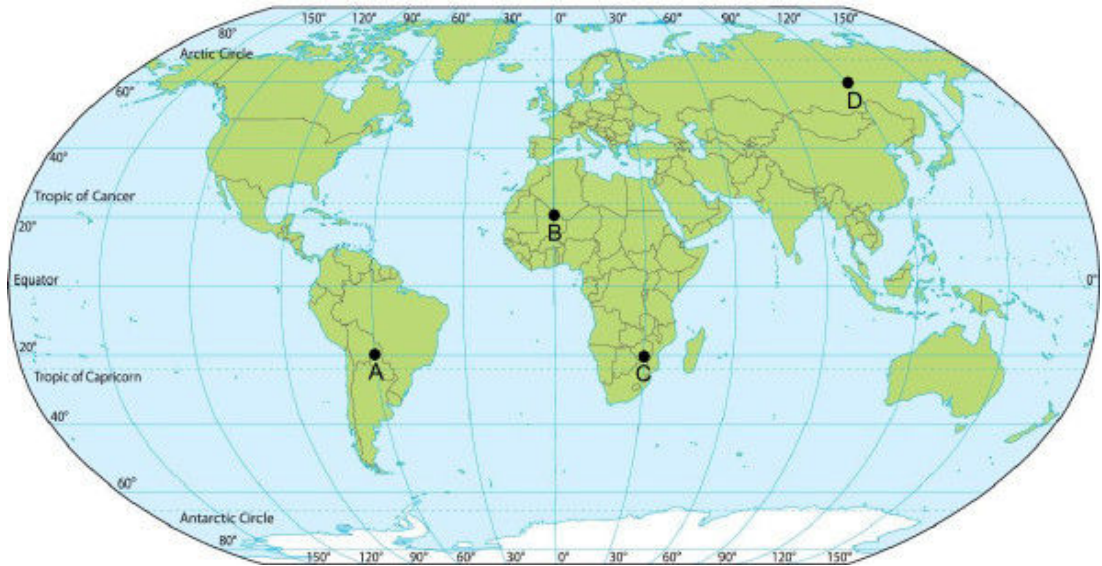 150° 120° 90° 60° 30° 0° 30° 60° 90° 120° 150°
80°
Arctic Circle
60°
D
40°
Tropic of Cancer
20°
B
Equator 0°
20°
A C
Tropic of Capricorn
40°
60°
Antarctic Circle
80°
150° 120° 90° 60° 30° 0° 30° 60° 90° 120° 150°